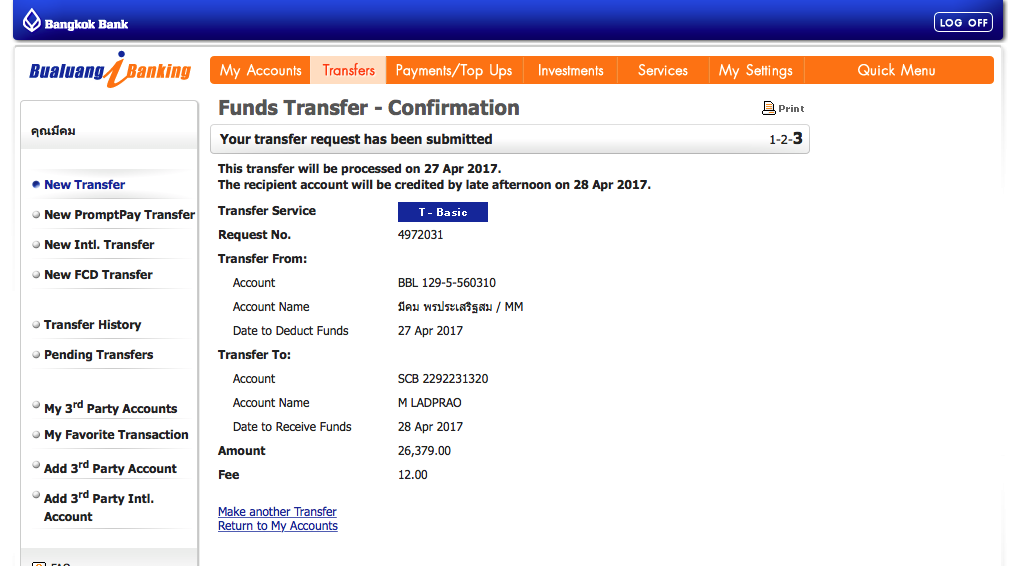 Bangkok Bank
LOG OFF
Bualuang iBanking
My Accounts Transfers Payments/Top Ups Investments Services My Settings Quick Menu
คุณมีคม
New Transfer
New PromptPay Transfer
New Intl. Transfer
New FCD Transfer
Transfer History
Pending Transfers
My 3rd Party Accounts
My Favorite Transaction
Add 3rd Party Account
Add 3rd Party Intl.
Account
FAQ
Funds Transfer - Confirmation
Print
Your transfer request has been submitted 1-2-3
This transfer will be processed on 27 Apr 2017.
The recipient account will be credited by late afternoon on 28 Apr 2017.
Transfer Service T - Basic
Request No. 4972031
Transfer From:
Account BBL 129-5-560310
Account Name มีคม พรประเสริฐสม / MM
Date to Deduct Funds 27 Apr 2017
Transfer To:
Account SCB 2292231320
Account Name M LADPRAO
Date to Receive Funds 28 Apr 2017
Amount 26,379.00
Fee 12.00
Make another Transfer
Return to My Accounts